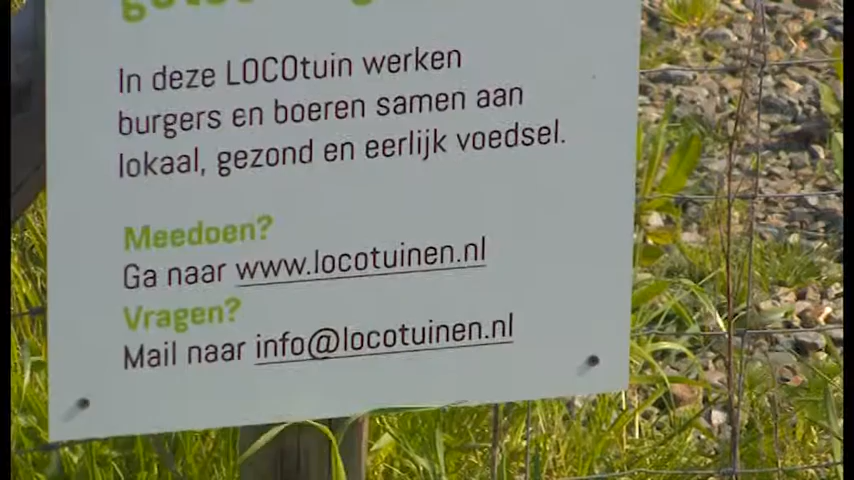 In deze LOCOtuin werken
burgers en boeren samen aan
lokaal, gezond en eerlijk voedsel.
Meedoen?
Ga naar www.locotuinen.nl
Vragen?
Mail naar info@locotuinen.nl